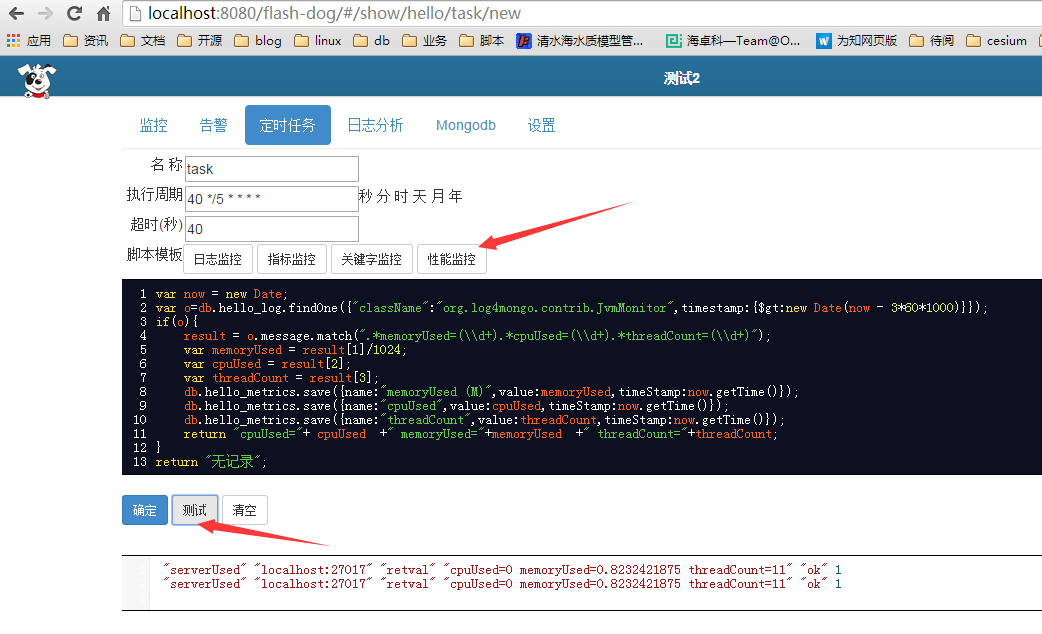 localhost:8080/flash-dog/#/show/hello/task/new
应用 资讯 文档 开源 blog linux db 业务 脚本 清水海水质模型管... 海卓科—Team@O... 为知网页版 待阅 cesium
测试2
监控 告警 定时任务 日志分析 Mongodb 设置
名 称 task
执行周期 40 */5 * * * * 秒 分 时 天 月 年
超时(秒) 40
脚本模板 日志监控 指标监控 关键字监控 性能监控
1 var now = new Date;
2 var o=db.hello_log.findOne({"className":"org.log4mongo.contrib.JvmMonitor",timestamp:{$gt:new Date(now - 3*60*1000)}});
3 if(o){
4 result = o.message.match(".*memoryUsed=(\\d+).*cpuUsed=(\\d+).*threadCount=(\\d+)");
5 var memoryUsed = result[1]/1024;
6 var cpuUsed = result[2];
7 var threadCount = result[3];
8 db.hello_metrics.save({name:"memoryUsed (M)",value:memoryUsed,timeStamp:now.getTime()});
9 db.hello_metrics.save({name:"cpuUsed",value:cpuUsed,timeStamp:now.getTime()});
10 db.hello_metrics.save({name:"threadCount",value:threadCount,timeStamp:now.getTime()});
11 return "cpuUsed="+ cpuUsed +" memoryUsed="+memoryUsed +" threadCount="+threadCount;
12 }
13 return "无记录";
确定 测试 清空
"serverUsed" "localhost:27017" "retval" "cpuUsed=0 memoryUsed=0.8232421875 threadCount=11" "ok" 1
"serverUsed" "localhost:27017" "retval" "cpuUsed=0 memoryUsed=0.8232421875 threadCount=11" "ok" 1